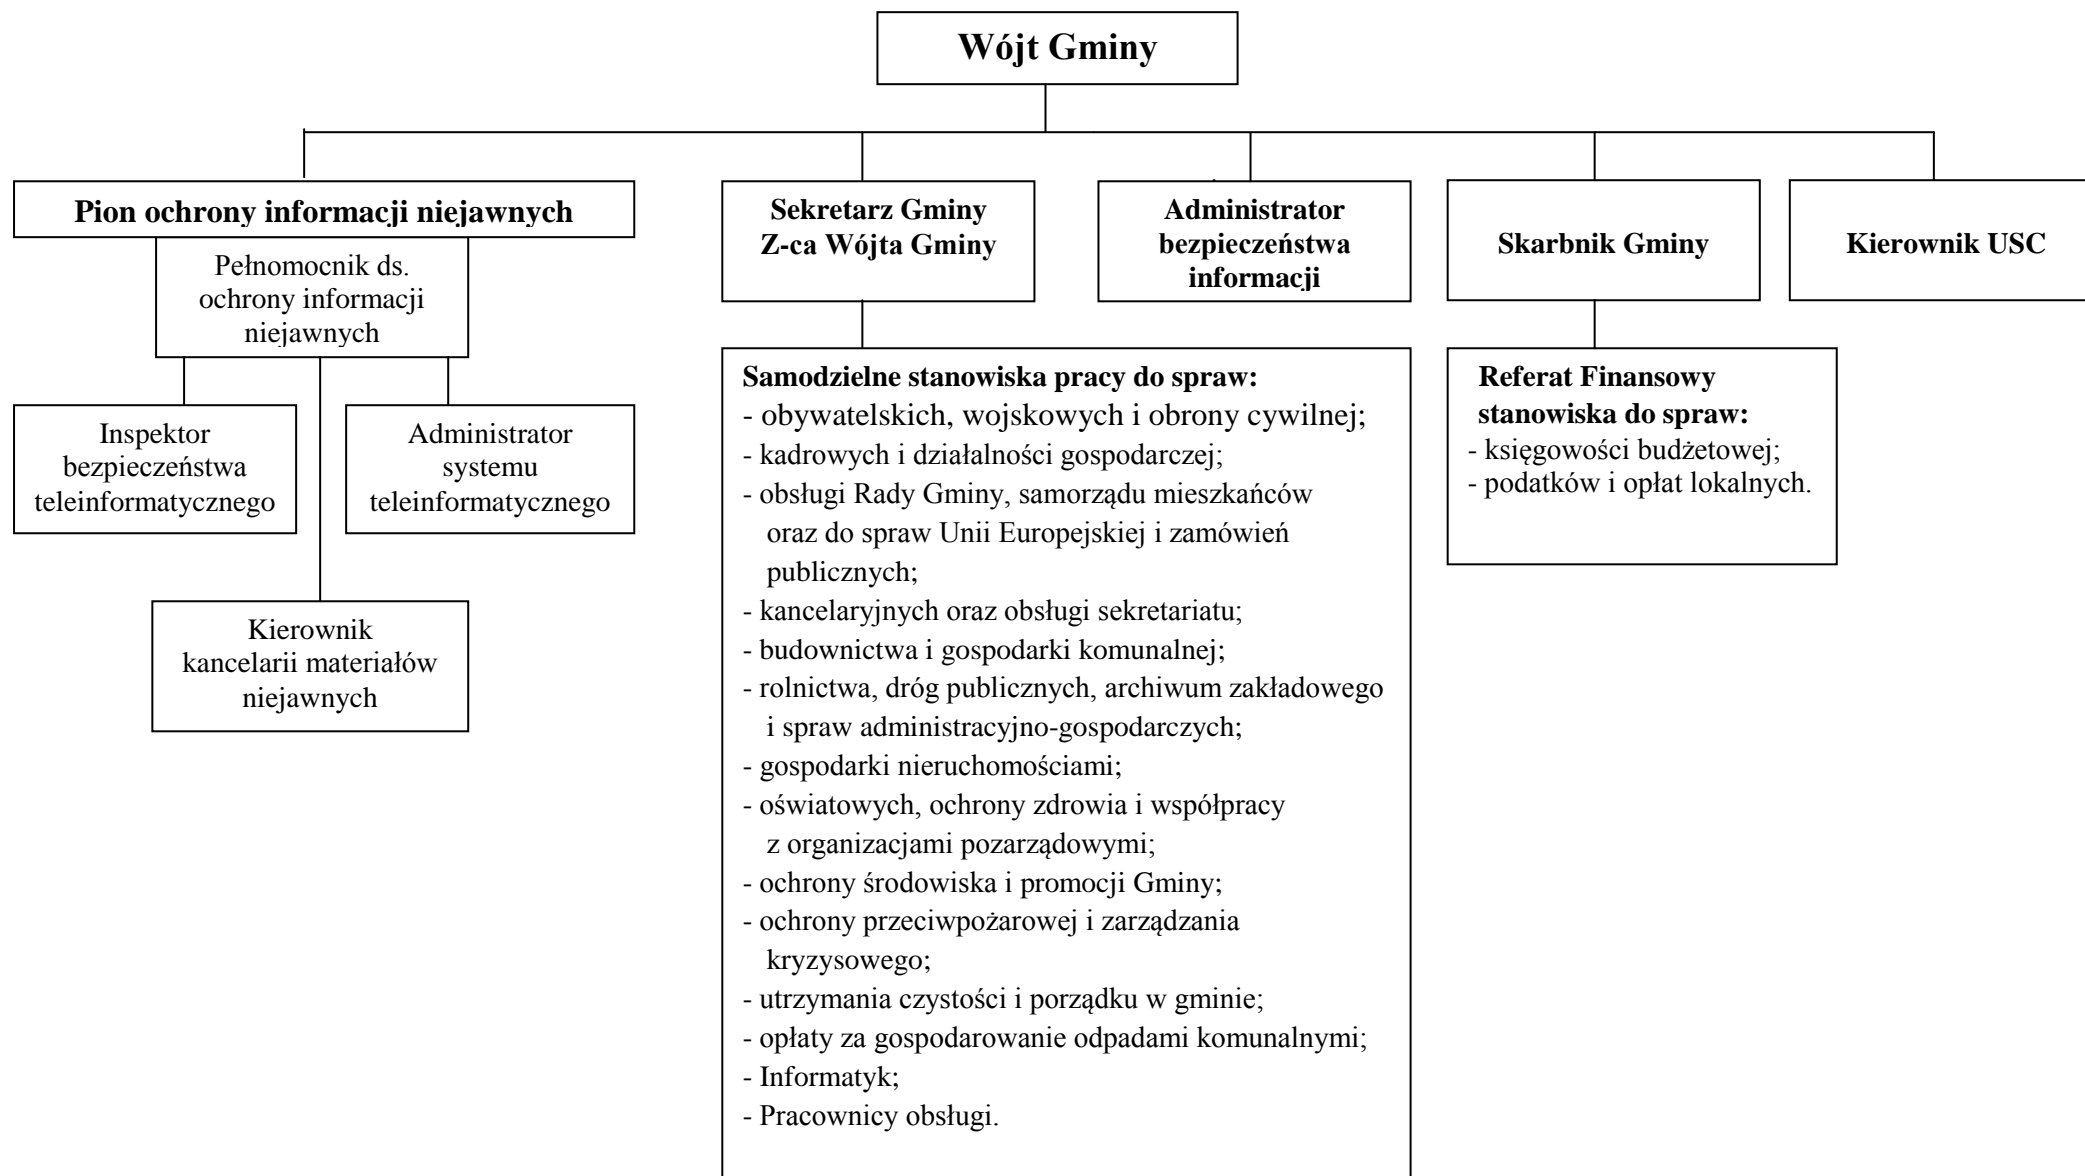 Wójt Gminy
Pion ochrony informacji niejawnych
Pełnomocnik ds.
ochrony informacji
niejawnych
Inspektor
bezpieczeństwa
teleinformatycznego
Administrator
systemu
teleinformatycznego
Kierownik
kancelarii materiałów
niejawnych
Sekretarz Gminy
Z-ca Wójta Gminy
Samodzielne stanowiska pracy do spraw:
- obywatelskich, wojskowych i obrony cywilnej;
- kadrowych i działalności gospodarczej;
- obsługi Rady Gminy, samorządu mieszkańców
oraz do spraw Unii Europejskiej i zamówień
publicznych;
- kancelaryjnych oraz obsługi sekretariatu;
- budownictwa i gospodarki komunalnej;
- rolnictwa, dróg publicznych, archiwum zakładowego
i spraw administracyjno-gospodarczych;
- gospodarki nieruchomościami;
- oświatowych, ochrony zdrowia i współpracy
z organizacjami pozarządowymi;
- ochrony środowiska i promocji Gminy;
- ochrony przeciwpożarowej i zarządzania
kryzysowego;
- utrzymania czystości i porządku w gminie;
- opłaty za gospodarowanie odpadami komunalnymi;
- Informatyk;
- Pracownicy obsługi.
Administrator
bezpieczeństwa
informacji
Skarbnik Gminy
Referat Finansowy
stanowiska do spraw:
- księgowości budżetowej;
- podatków i opłat lokalnych.
Kierownik USC